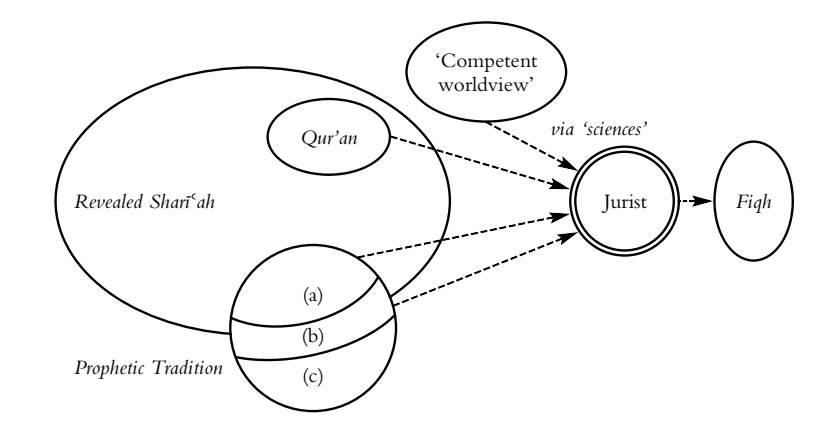 ‘Competent
worldview’
via ‘sciences’
Qur’an
Revealed Sharīʿah
Jurist
Fiqh
(a)
(b)
(c)
Prophetic Tradition